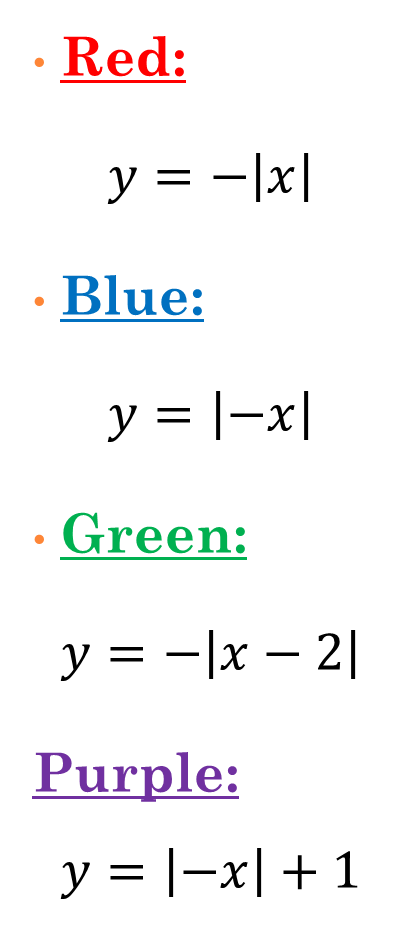 • Red:
y = −|x|
• Blue:
y = |−x|
• Green:
y = −|x − 2|
Purple:
y = |−x| + 1